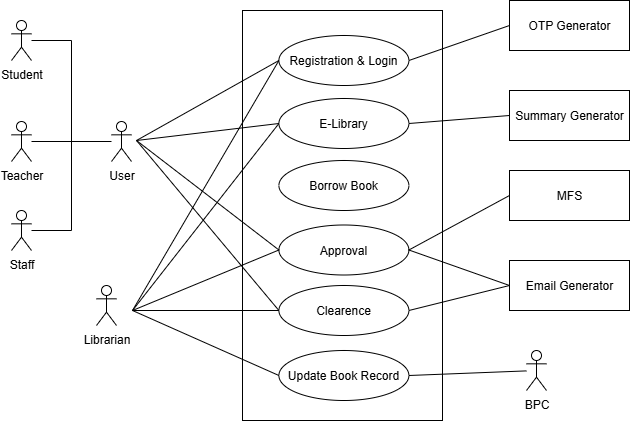 OTP Generator
Registration & Login
Student
Summary Generator
E-Library
Teacher
User
Borrow Book
MFS
Approval
Staff
Email Generator
Clearence
Librarian
Update Book Record
BPC